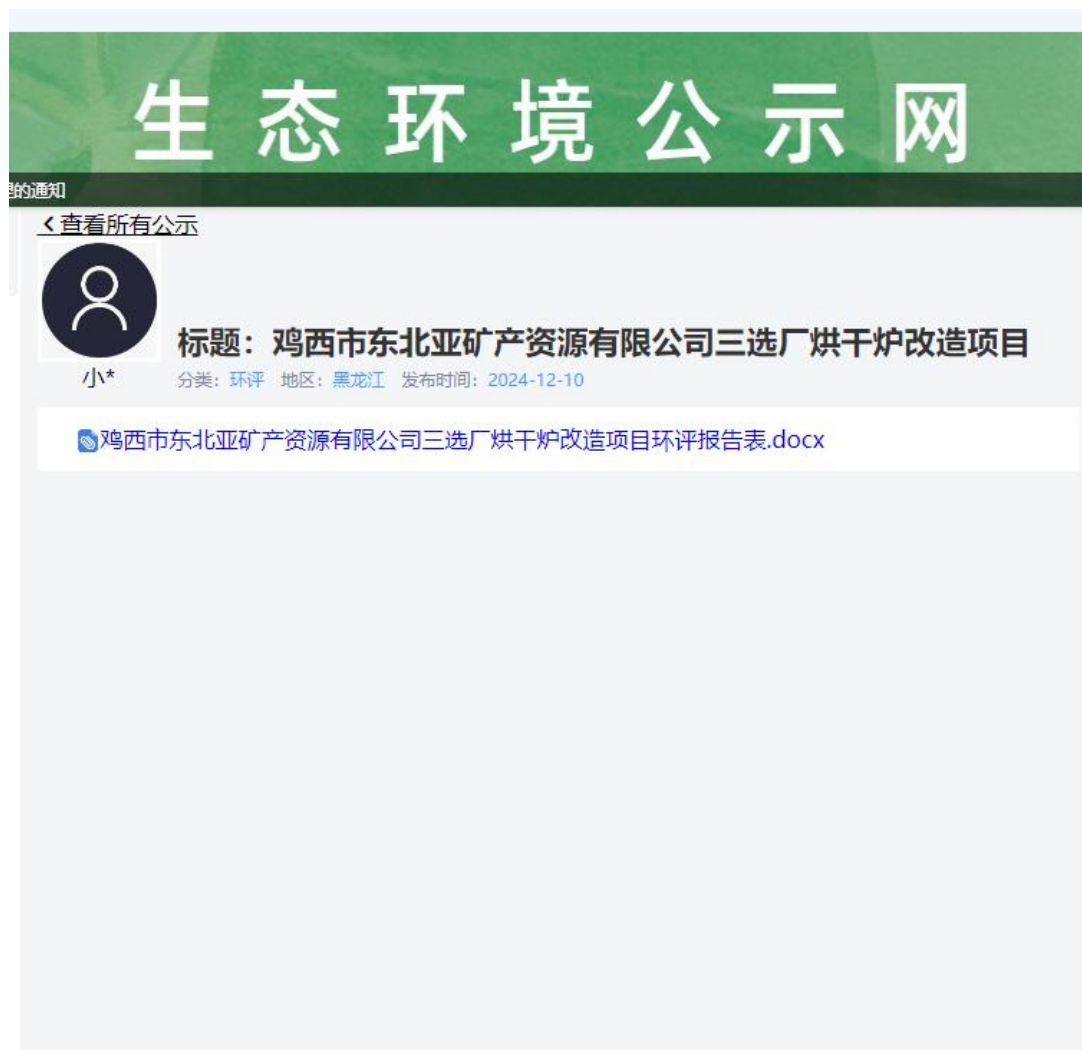 生态环境公示网
的通知
查看所有公示
小*
标题：鸡西市东北亚矿产资源有限公司三选厂烘干炉改造项目
分类：环评 地区：黑龙江 发布时间：2024-12-10
鸡西市东北亚矿产资源有限公司三选厂烘干炉改造项目环评报告表.docx